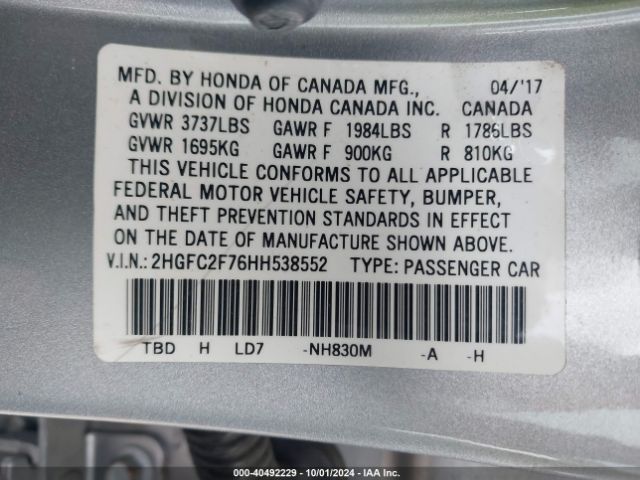 MFD. BY HONDA OF CANADA MFG., 04/'17
A DIVISION OF HONDA CANADA INC. CANADA
GVWR 3737LBS GAWR F 1984LBS R 1786LBS
GVWR 1695KG GAWR F 900KG R 810KG
THIS VEHICLE CONFORMS TO ALL APPLICABLE
FEDERAL MOTOR VEHICLE SAFETY, BUMPER,
AND THEFT PREVENTION STANDARDS IN EFFECT
ON THE DATE OF MANUFACTURE SHOWN ABOVE.
V.I.N.: 2HGFC2F76HH538552 TYPE: PASSENGER CAR
TBD H LD7 -NH830M -A -H
000-40492229 - 10/01/2024 - IAA Inc.